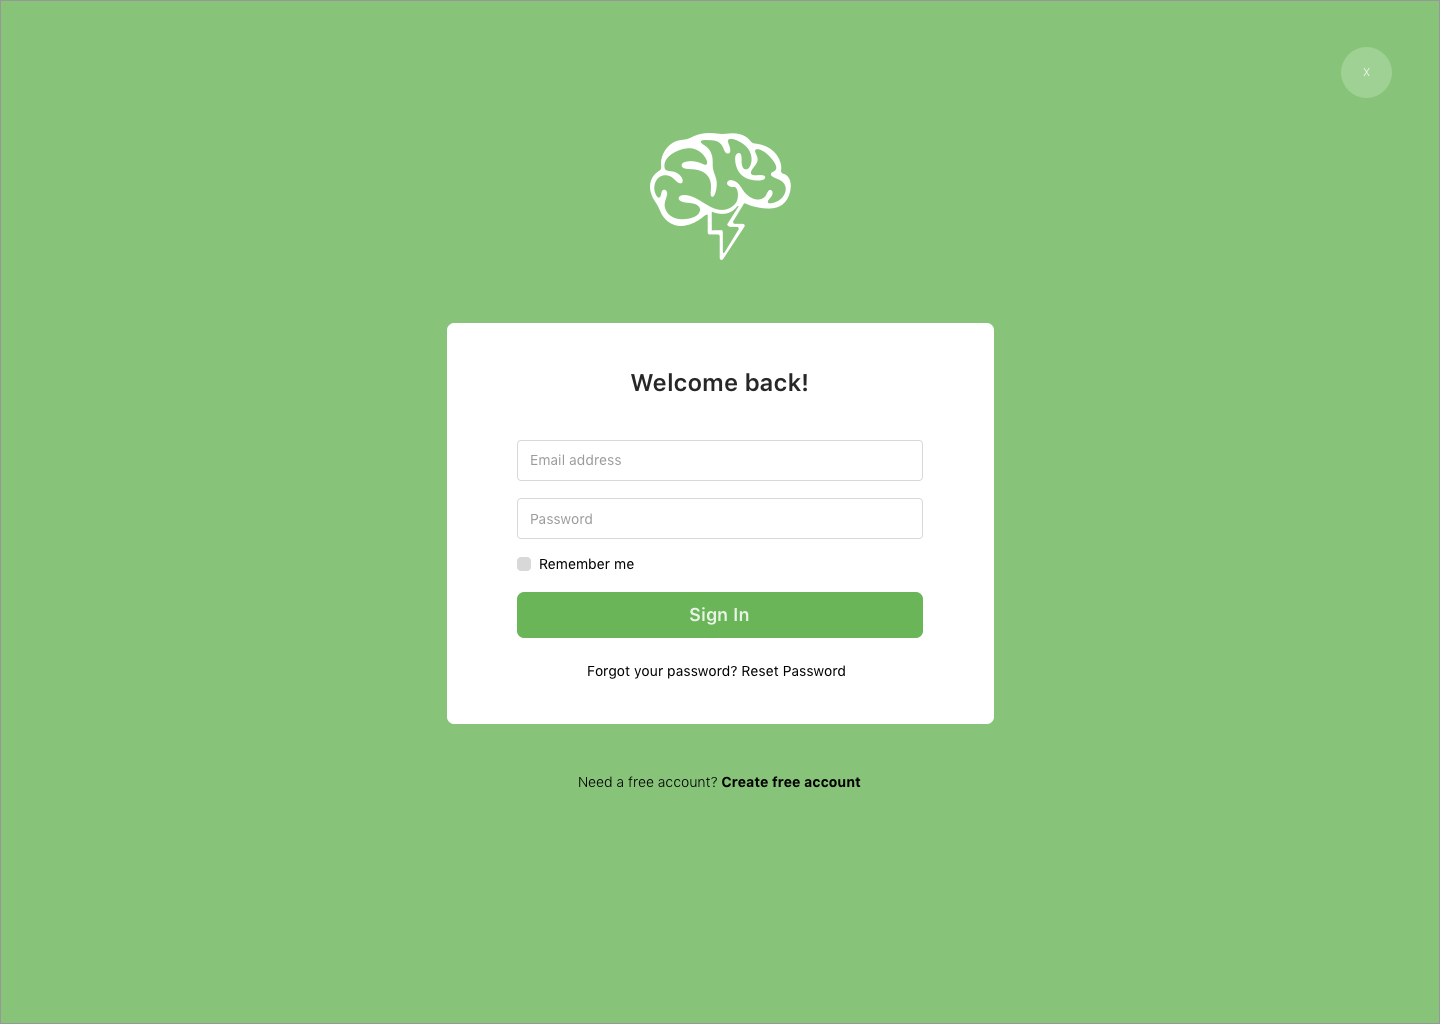 X
Welcome back!
Email address
Password
Remember me
Sign In
Forgot your password? Reset Password
Need a free account? Create free account